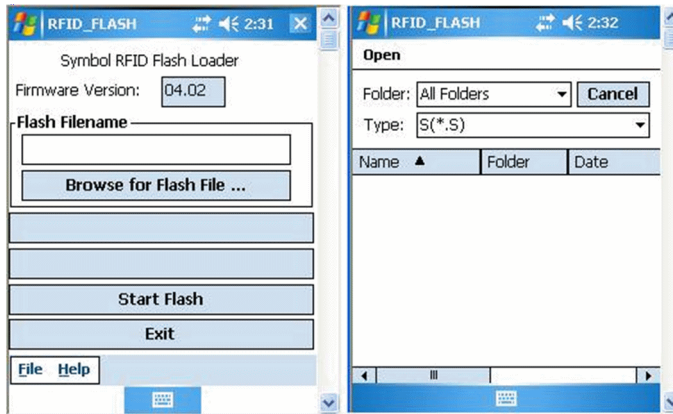 RFID_FLASH 2:31
Symbol RFID Flash Loader
Firmware Version: 04.02
Flash Filename
Browse for Flash File ...
Start Flash
Exit
File Help
RFID_FLASH 2:32
Open
Folder: All Folders Cancel
Type: S(*.S)
Name Folder Date